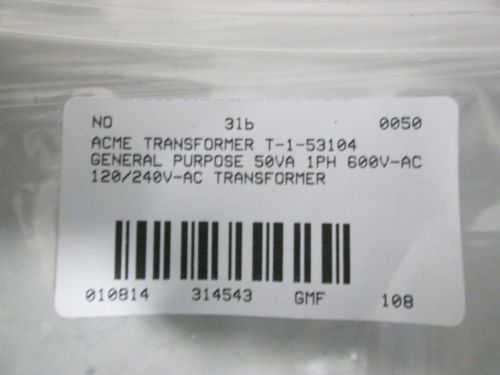 NO 31b 0050
ACME TRANSFORMER T-1-53104
GENERAL PURPOSE 50VA 1PH 600V-AC
120/240V-AC TRANSFORMER
010814 314543 GMF 108